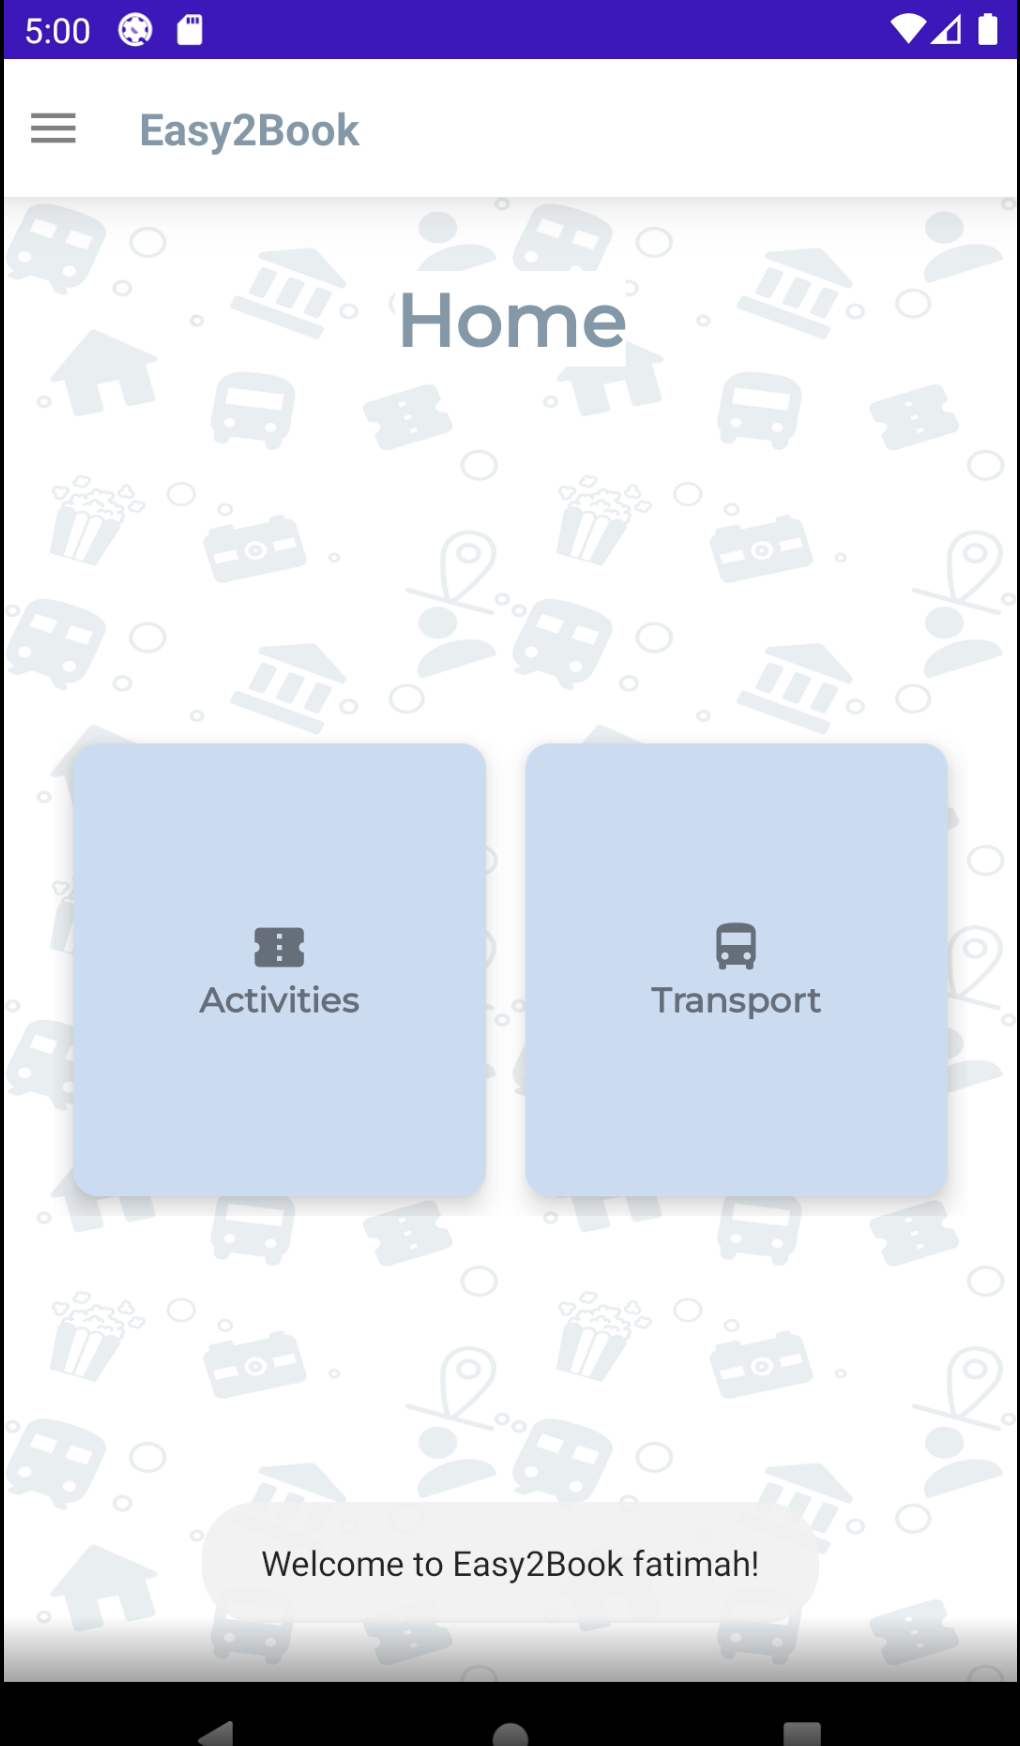 5:00
Easy2Book
Home
Activities
Transport
Welcome to Easy2Book fatimah!